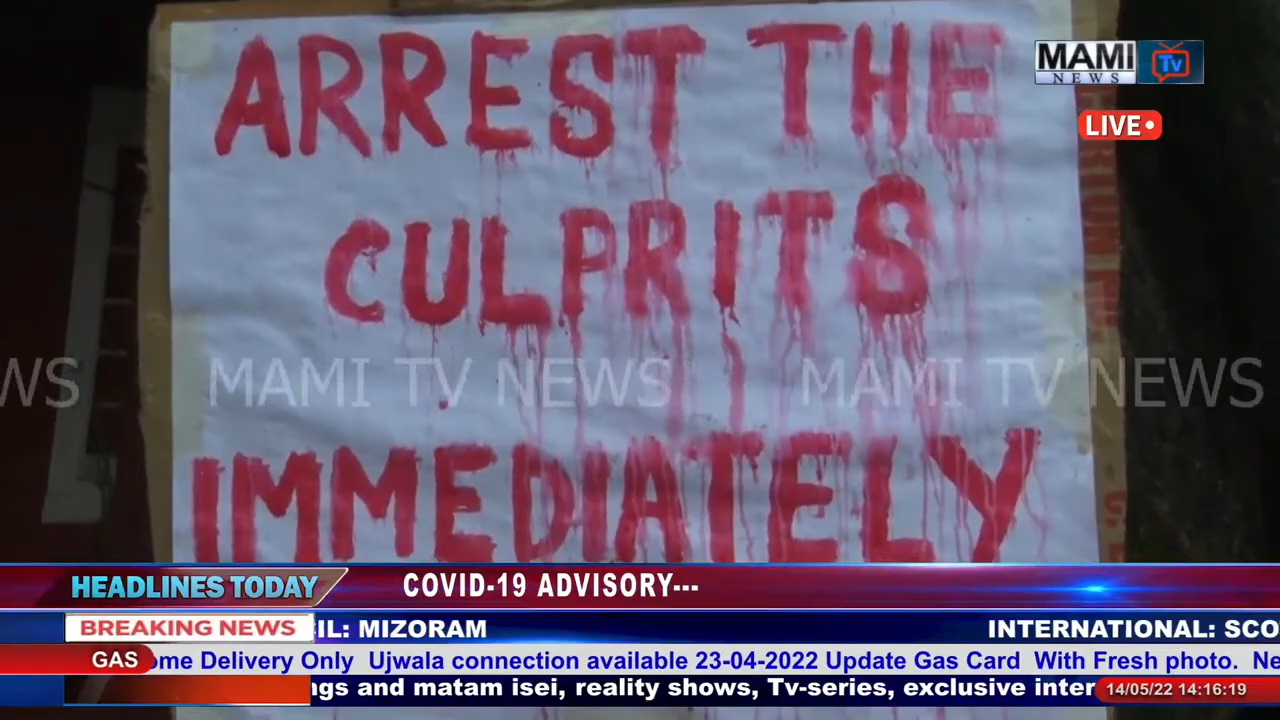 ARREST THE
MAMI
NEWS
Tv
LIVE
CULPRITS
WS
MAMI TV NEWS
MAMI TV NEWS
IMMEDIATELY
HEADLINES TODAY
COVID-19 ADVISORY---
BREAKING NEWS
IL: MIZORAM
INTERNATIONAL: SCO
GAS
ome Delivery Only Ujwala connection available 23-04-2022 Update Gas Card With Fresh photo. Ne
ngs and matam isei, reality shows, Tv-series, exclusive inter
14/05/22 14:16:19